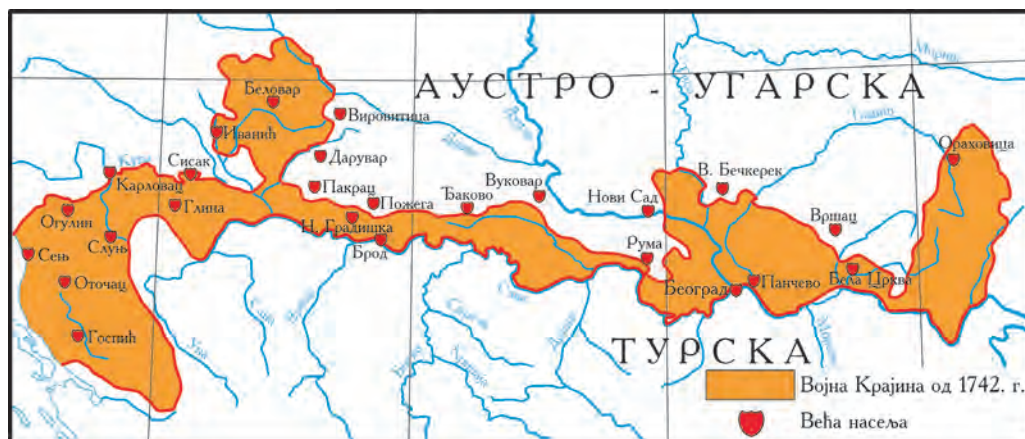 АУСТРО - УГАРСКА
Беловар
Вировитица
Иванић
Ораховица
Дарувар
Сисак
Купа
Карловац
Пакрац
В. Бечкерек
Вуковар
Ђаково
Нови Сад
Пожега
Глина
Огулин
Н. Градишка
Вршац
Слуњ
Брод
Рума
Сењ
Бела Црква
Оточац
Панчево
Београд
Госпић
ТУРСКА
Војна Крајина од 1742. г.
Већа насеља